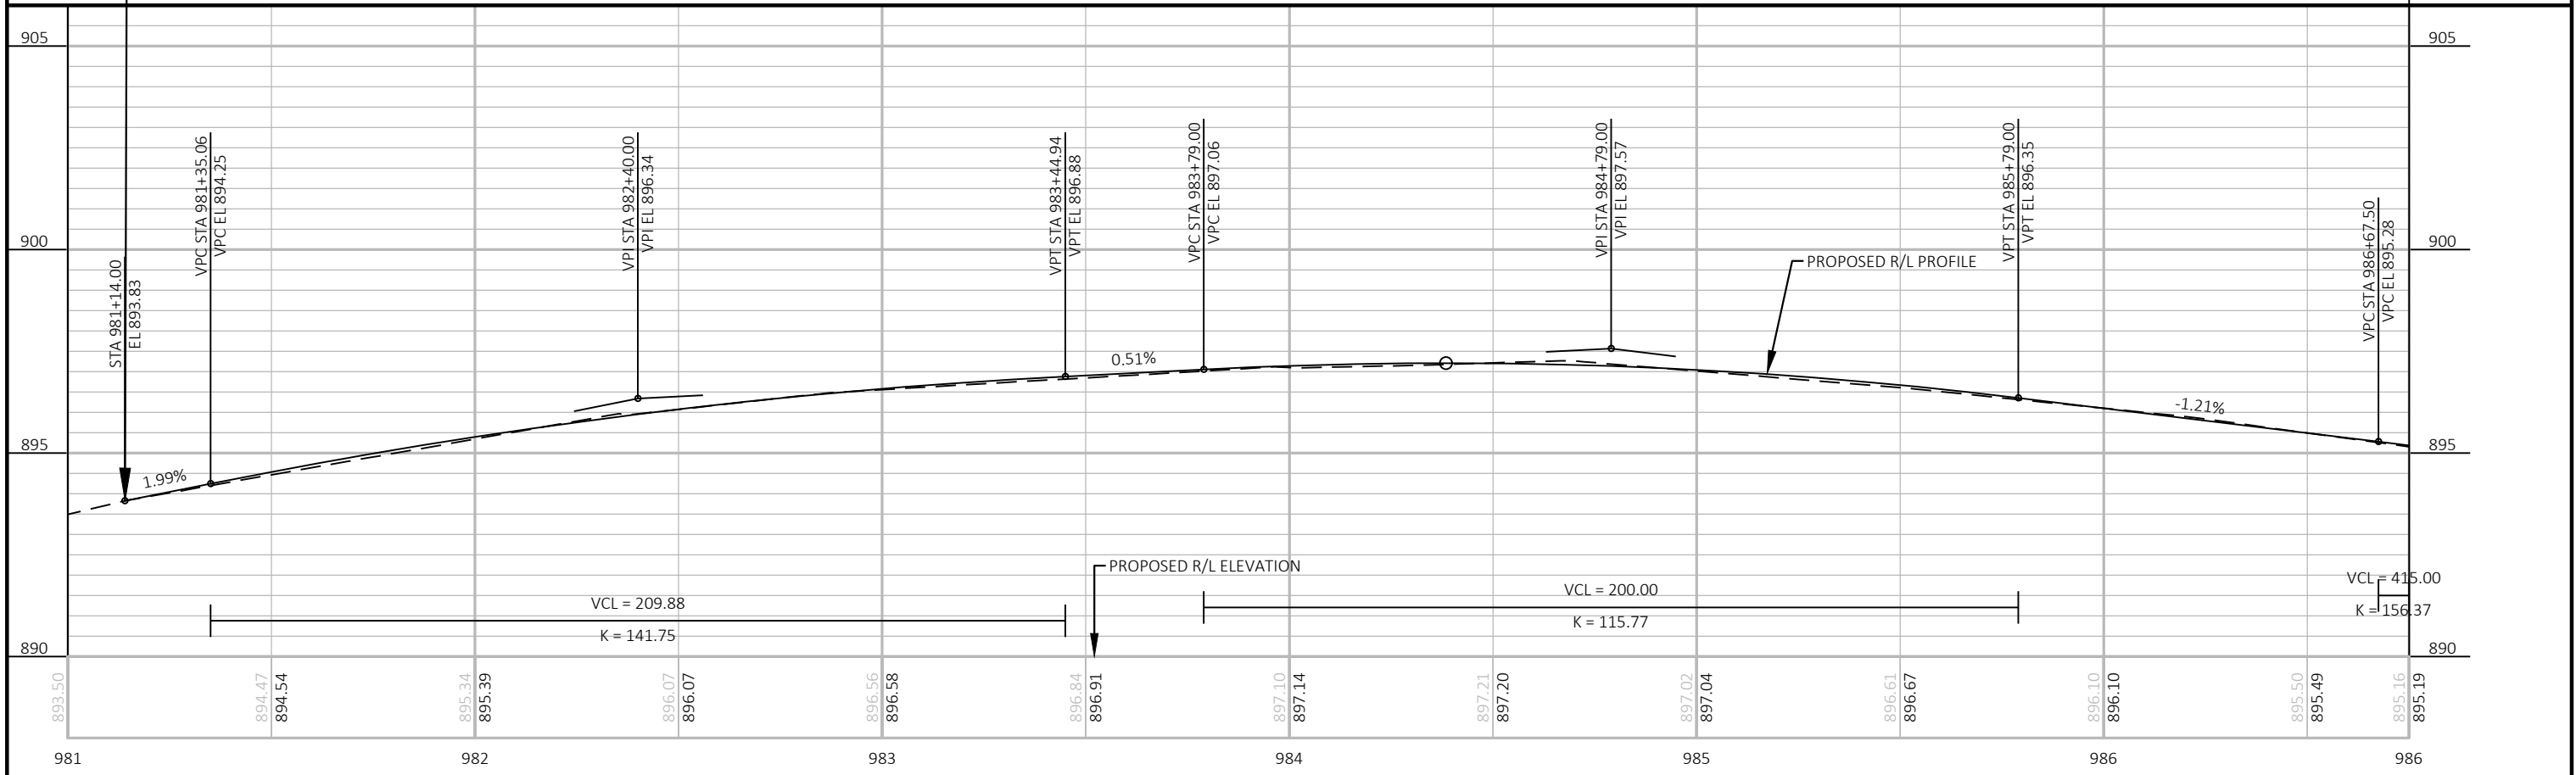 905
905
900
900
895
895
890
890
STA 981+14.00
EL 893.83
VPC STA 981+35.06
VPC EL 894.25
VPI STA 982+40.00
VPI EL 896.34
VPT STA 983+44.94
VPT EL 896.88
VPC STA 983+79.00
VPC EL 897.06
VPI STA 984+79.00
VPI EL 897.57
VPT STA 985+79.00
VPT EL 896.35
VPC STA 986+67.50
VPC EL 895.28
PROPOSED R/L PROFILE
1.99%
0.51%
-1.21%
PROPOSED R/L ELEVATION
VCL = 209.88
K = 141.75
VCL = 200.00
K = 115.77
VCL = 415.00
K = 156.37
893.50
894.47
894.54
895.34
895.39
896.07
896.07
896.56
896.58
896.84
896.91
897.10
897.14
897.21
897.20
897.02
897.04
896.61
896.67
896.10
896.10
895.50
895.49
895.16
895.19
981
982
983
984
985
986
986